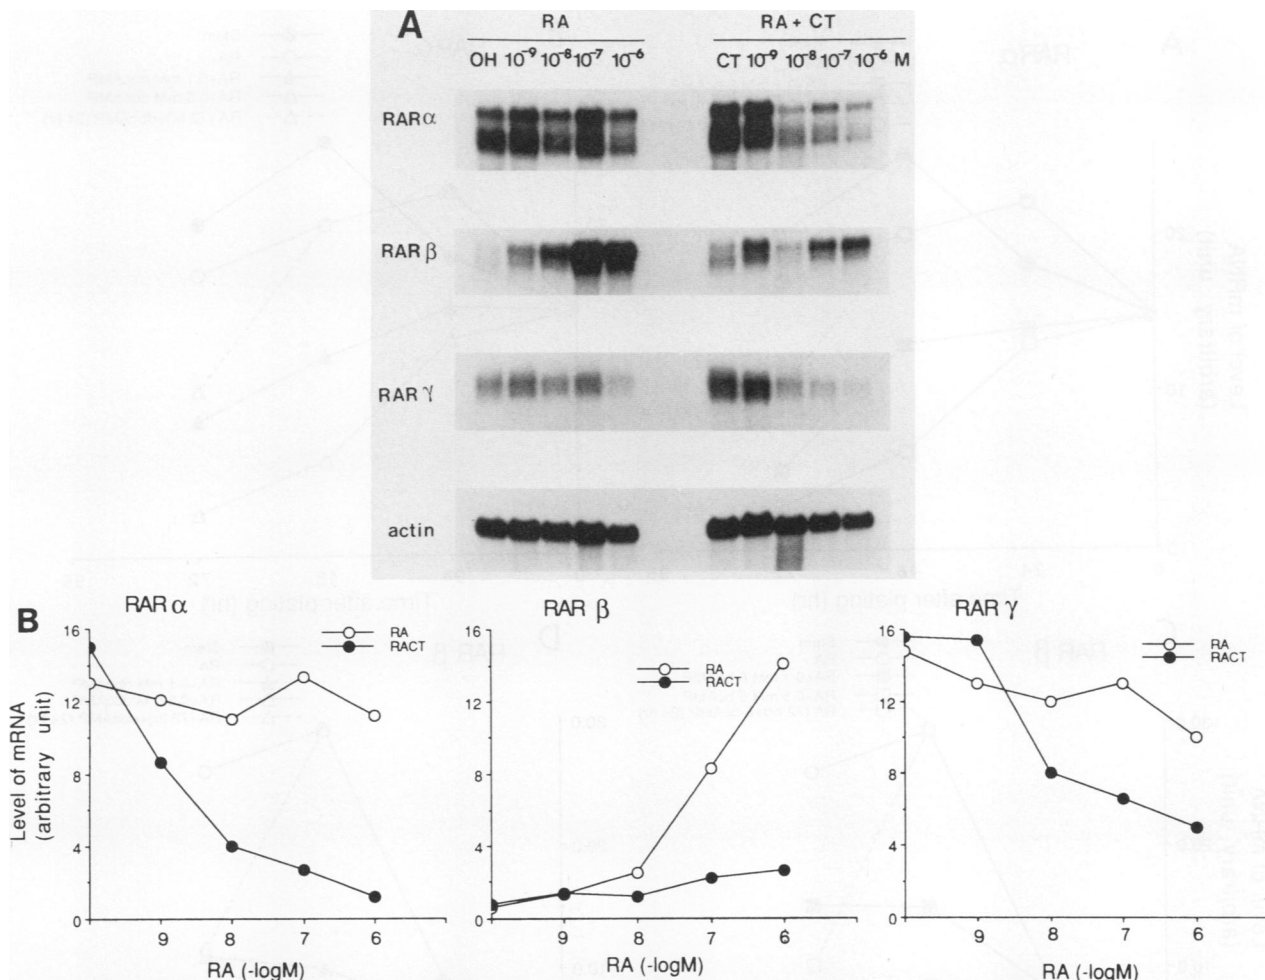 A
RA RA + CT
OH 10⁻⁹ 10⁻⁸ 10⁻⁷ 10⁻⁶ CT 10⁻⁹ 10⁻⁸ 10⁻⁷ 10⁻⁶ M
RARα
RARβ
RARγ
actin
B
RAR α
16
12
8
4
0
Level of mRNA
(arbitrary unit)
RA
RACT
9 8 7 6
RA (-logM)
RAR β
16
12
8
4
0
RA
RACT
9 8 7 6
RA (-logM)
RAR γ
16
12
8
4
0
RA
RACT
9 8 7 6
RA (-logM)